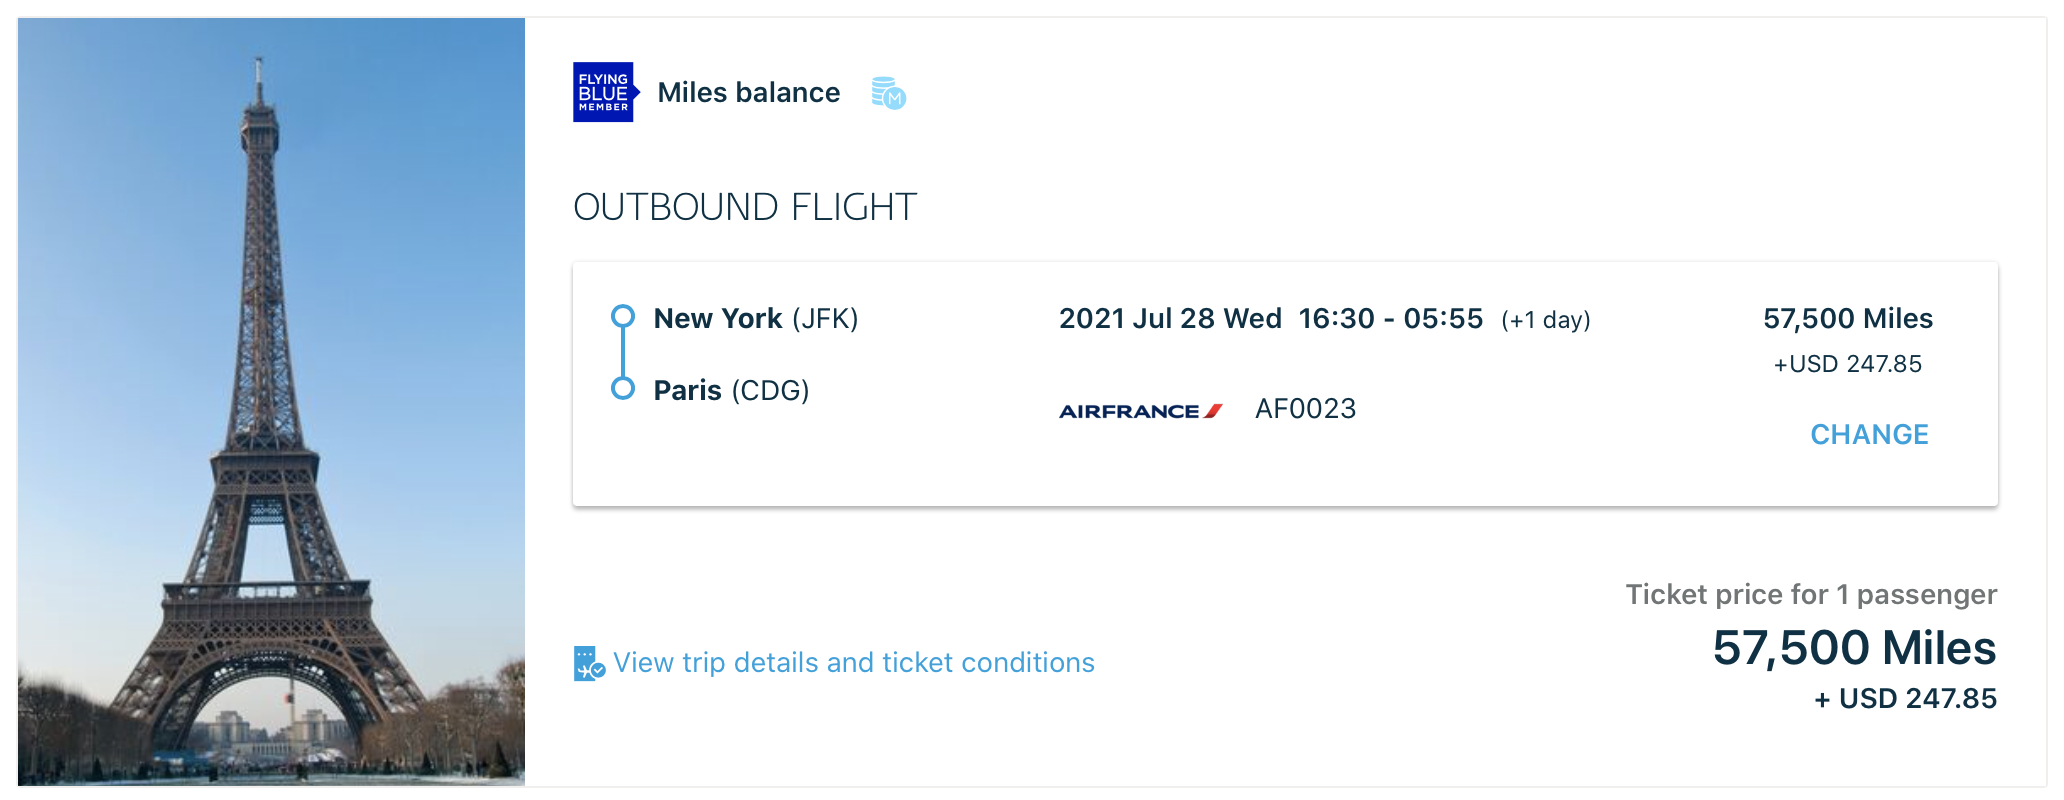 FLYING
BLUE
MEMBER
Miles balance
M
OUTBOUND FLIGHT
New York (JFK)
2021 Jul 28 Wed 16:30 - 05:55 (+1 day)
57,500 Miles
+USD 247.85
Paris (CDG)
AIRFRANCE AF0023
CHANGE
Ticket price for 1 passenger
57,500 Miles
+ USD 247.85
View trip details and ticket conditions